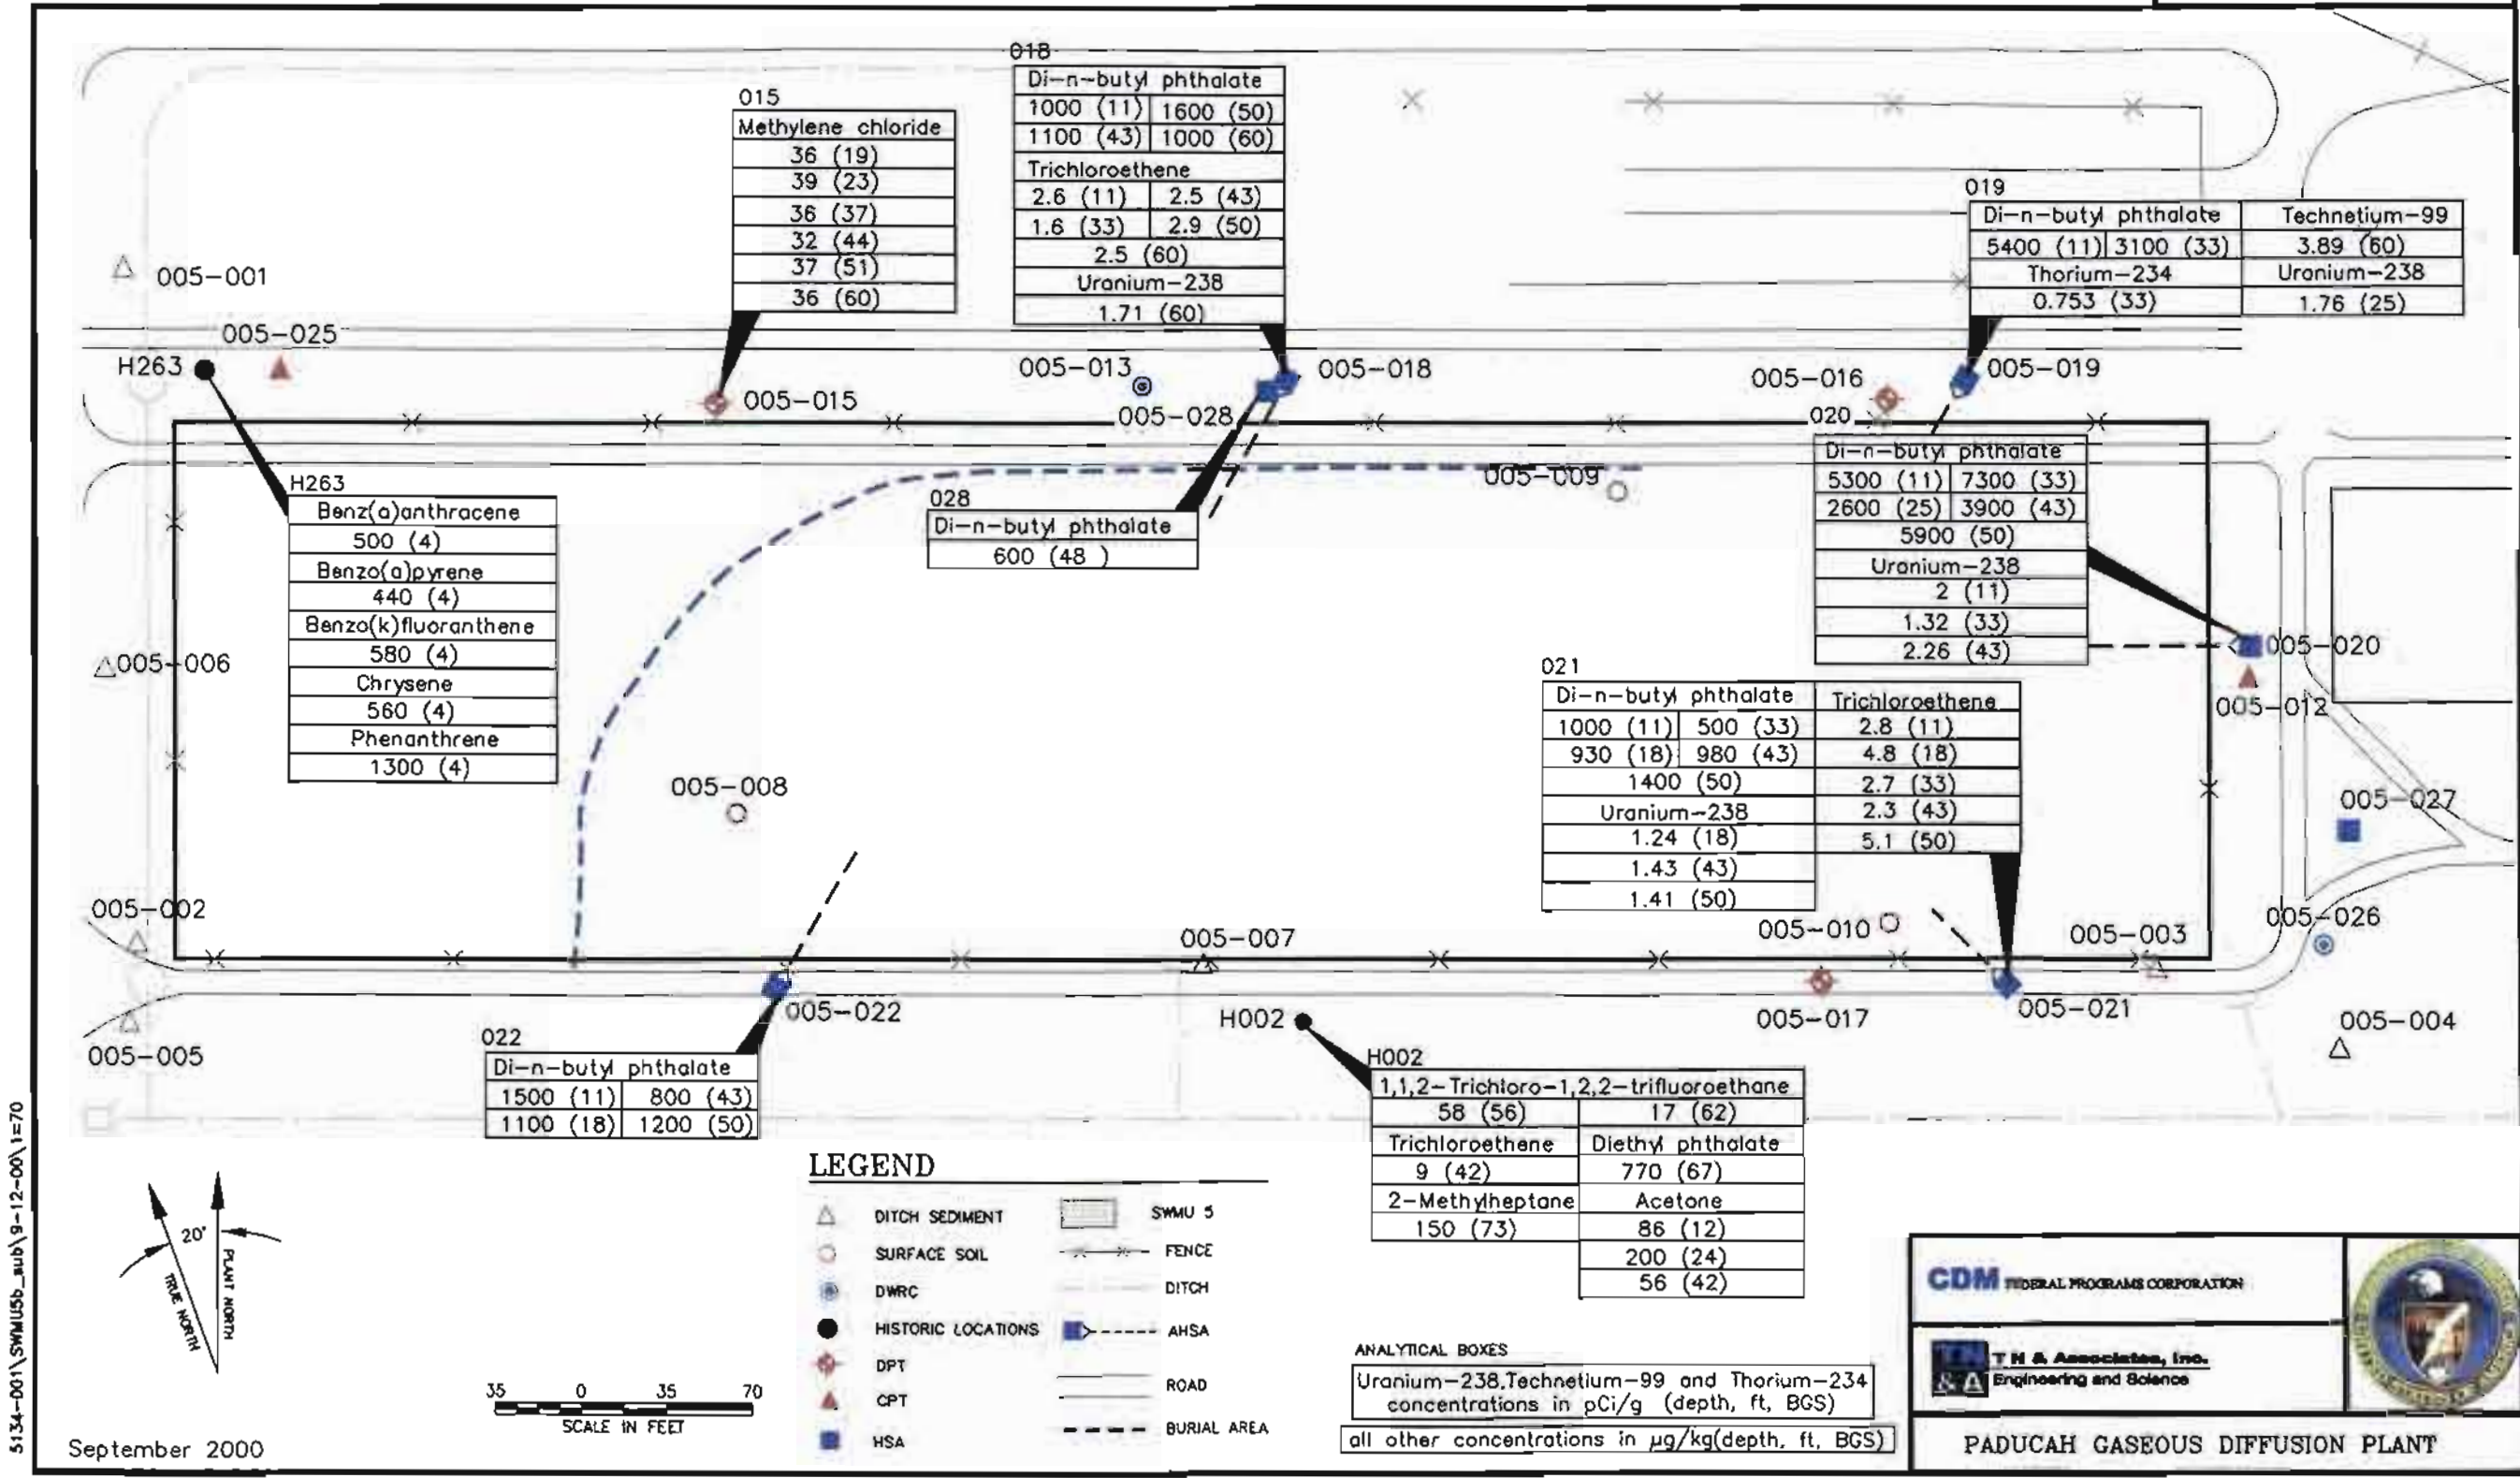 018
Di-n-butyl phthalate
1000 (11) 1600 (50)
1100 (43) 1000 (60)
Trichloroethene
2.6 (11) 2.5 (43)
1.6 (33) 2.9 (50)
2.5 (60)
Uranium-238
1.71 (60)
015
Methylene chloride
36 (19)
39 (23)
36 (37)
32 (44)
37 (51)
36 (60)
019
Di-n-butyl phthalate Technetium-99
5400 (11) 3100 (33) 3.89 (60)
Thorium-234 Uranium-238
0.753 (33) 1.76 (25)
005-001
005-025
H263
005-015
005-013
005-018
005-028
005-016
005-019
020
Di-n-butyl phthalate
5300 (11) 7300 (33)
2600 (25) 3900 (43)
5900 (50)
Uranium-238
2 (11)
1.32 (33)
2.26 (43)
005-009
H263
Benz(a)anthracene
500 (4)
Benzo(a)pyrene
440 (4)
Benzo(k)fluoranthene
580 (4)
Chrysene
560 (4)
Phenanthrene
1300 (4)
028
Di-n-butyl phthalate
600 (48 )
005-006
005-020
005-012
021
Di-n-butyl phthalate Trichloroethene
1000 (11) 500 (33) 2.8 (11)
930 (18) 980 (43) 4.8 (18)
1400 (50) 2.7 (33)
Uranium-238 2.3 (43)
1.24 (18) 5.1 (50)
1.43 (43)
1.41 (50)
005-008
005-027
005-002
005-007
005-010
005-003
005-026
005-022
H002
005-017
005-021
005-004
005-005
022
Di-n-butyl phthalate
1500 (11) 800 (43)
1100 (18) 1200 (50)
H002
1,1,2-Trichloro-1,2,2-trifluoroethane
58 (56) 17 (62)
Trichloroethene Diethyl phthalate
9 (42) 770 (67)
2-Methylheptane Acetone
150 (73) 86 (12)
200 (24)
56 (42)
LEGEND
DITCH SEDIMENT SWMU 5
SURFACE SOIL FENCE
DWRC DITCH
HISTORIC LOCATIONS AHSA
DPT ROAD
CPT BURIAL AREA
HSA
20°
TRUE NORTH
PLANT NORTH
35 0 35 70
SCALE IN FEET
September 2000
5134-001\SWMU5b_sub\9-12-00\1=70
ANALYTICAL BOXES
Uranium-238,Technetium-99 and Thorium-234
concentrations in pCi/g (depth, ft, BGS)
all other concentrations in µg/kg(depth, ft, BGS)
CDM FEDERAL PROGRAMS CORPORATION
T N & Associates, Inc.
Engineering and Science
PADUCAH GASEOUS DIFFUSION PLANT